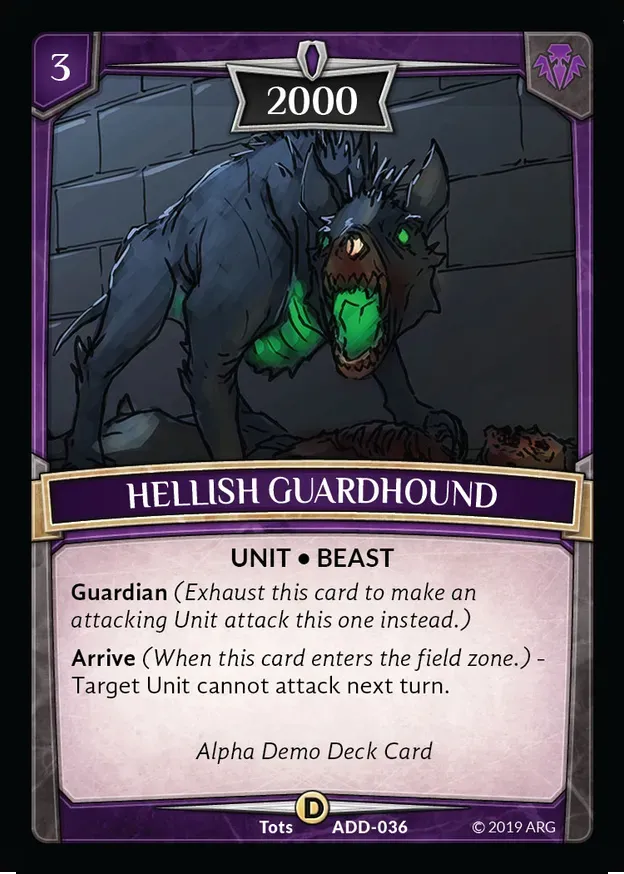 3
2000
HELLISH GUARDHOUND
UNIT • BEAST
Guardian (Exhaust this card to make an
attacking Unit attack this one instead.)
Arrive (When this card enters the field zone.) -
Target Unit cannot attack next turn.
Alpha Demo Deck Card
D
Tots ADD-036 © 2019 ARG